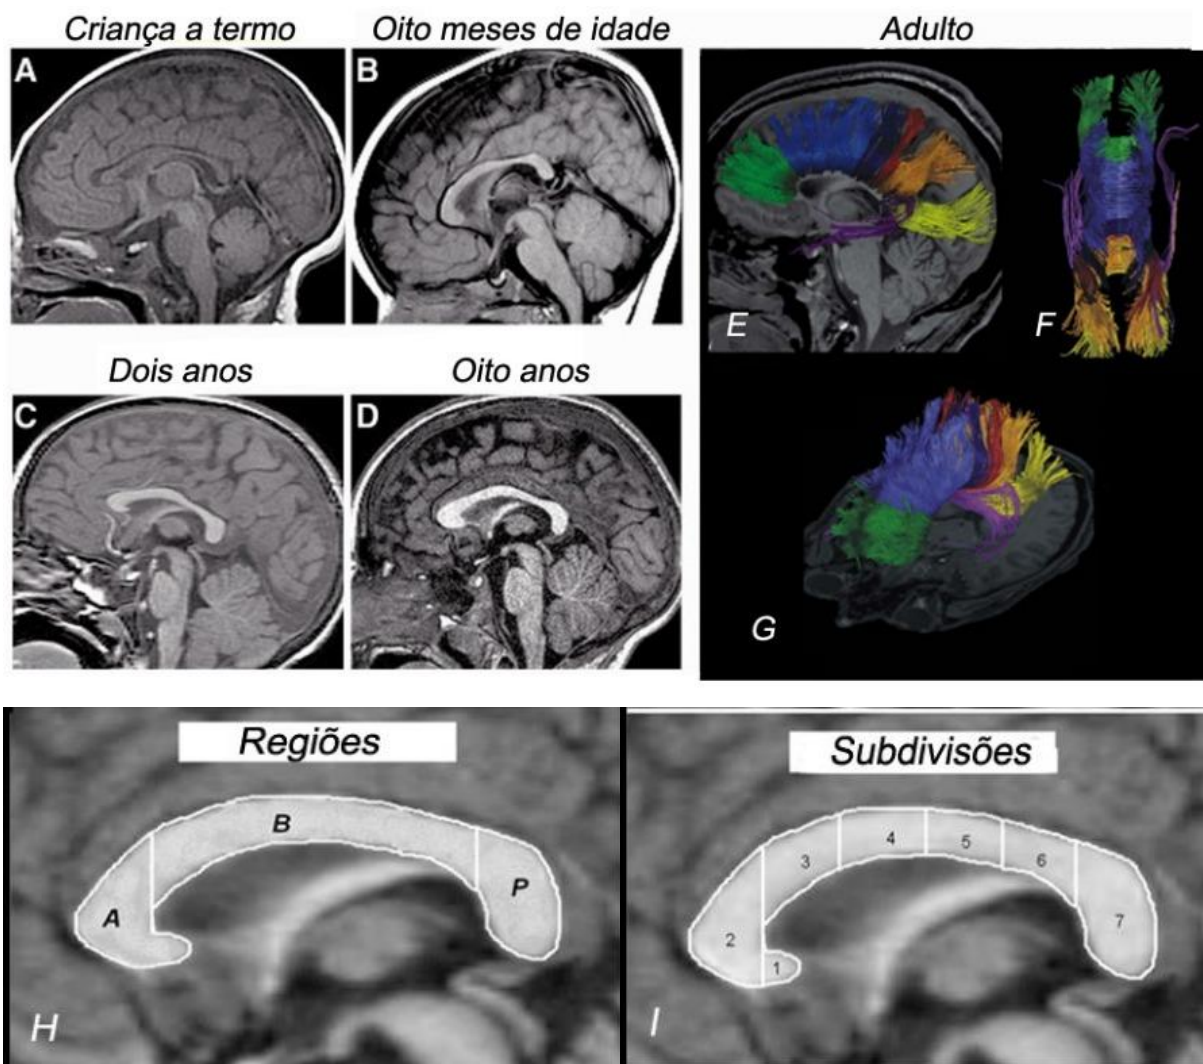 Criança a termo
Oito meses de idade
Adulto
A
B
E
F
Dois anos
Oito anos
C
D
G
Regiões
Subdivisões
B
A
P
H
3
4
5
6
2
7
1
I